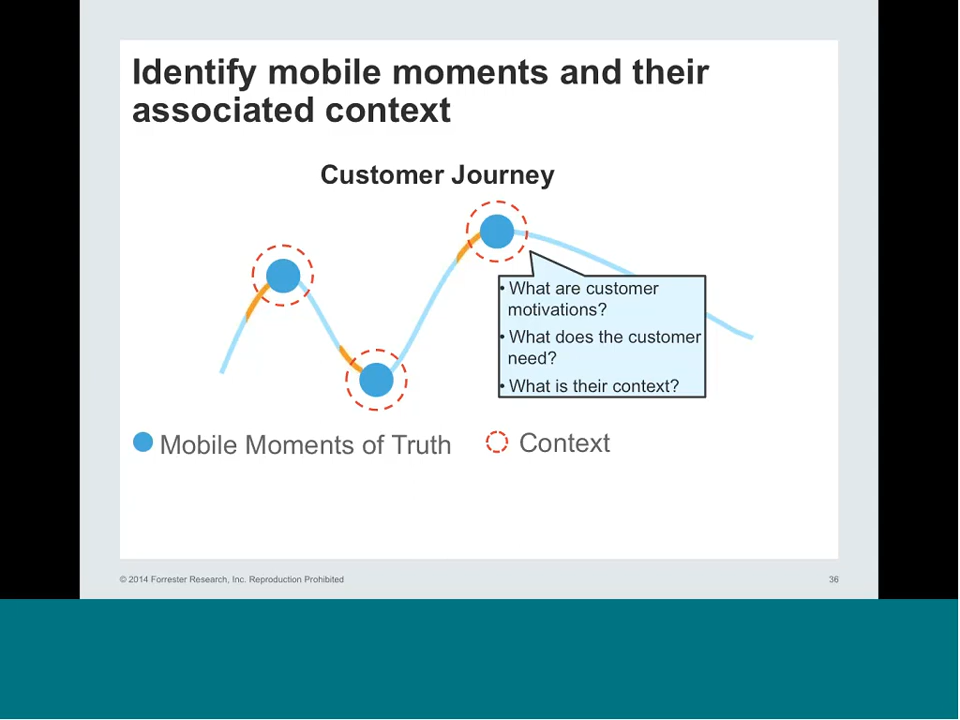 Identify mobile moments and their
associated context
Customer Journey
• What are customer
motivations?
• What does the customer
need?
• What is their context?
Mobile Moments of Truth
Context
© 2014 Forrester Research, Inc. Reproduction Prohibited
36